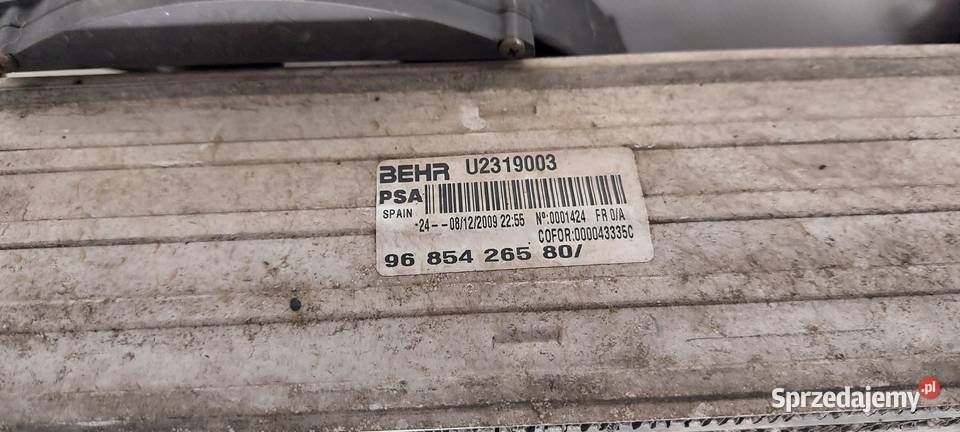 BEHR U2319003
PSA
SPAIN
-24--08/12/2009 22:55 Nº:0001424 FR 0/A
COFOR:000043335C
96 854 265 80/
Sprzedajemy.pl